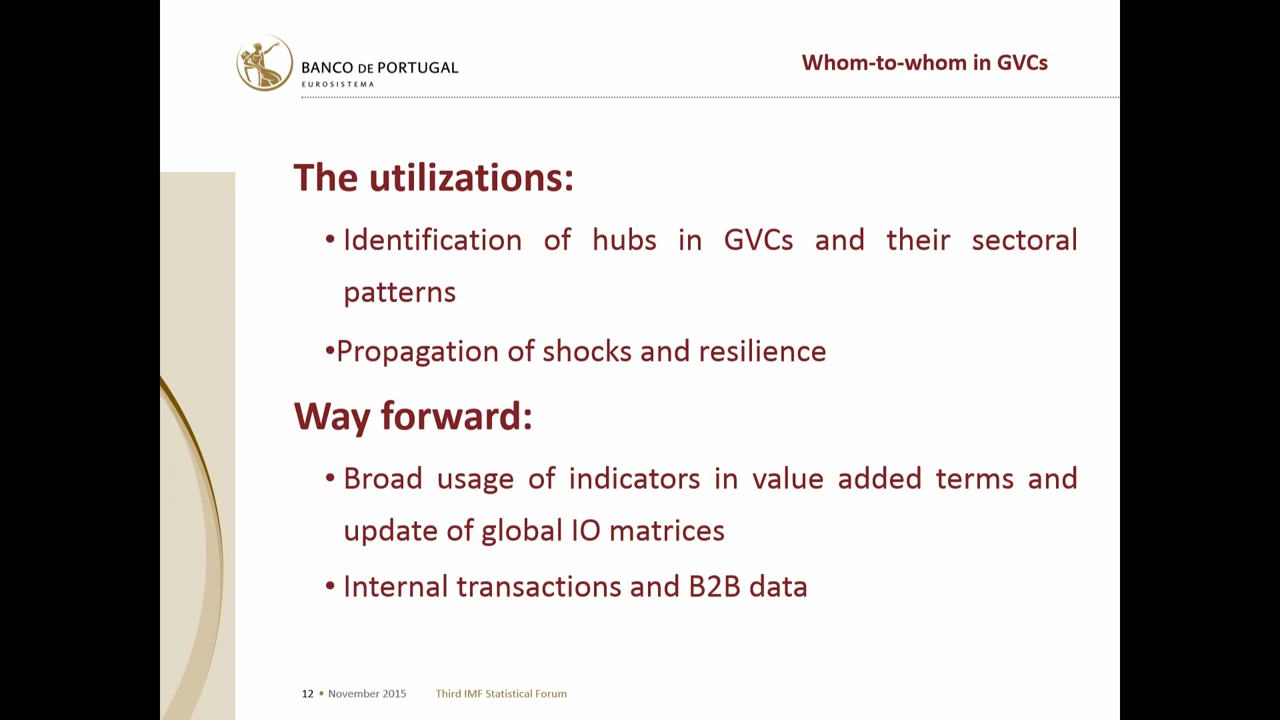 BANCO DE PORTUGAL
EUROSISTEMA
Whom-to-whom in GVCs
The utilizations:
• Identification of hubs in GVCs and their sectoral
patterns
•Propagation of shocks and resilience
Way forward:
• Broad usage of indicators in value added terms and
update of global IO matrices
• Internal transactions and B2B data
12 • November 2015 Third IMF Statistical Forum